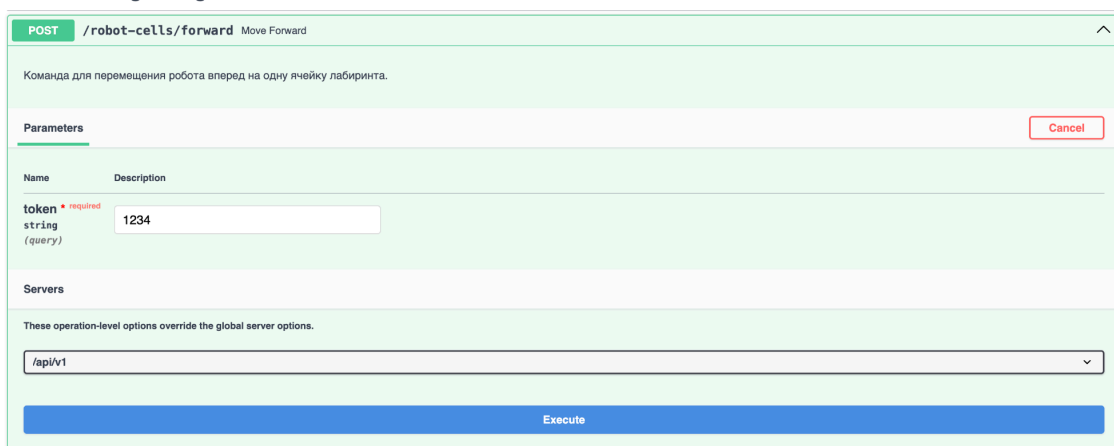 POST /robot-cells/forward Move Forward
Команда для перемещения робота вперед на одну ячейку лабиринта.
Parameters
Cancel
Name Description
token * required
string
(query)
1234
Servers
These operation-level options override the global server options.
/api/v1
Execute